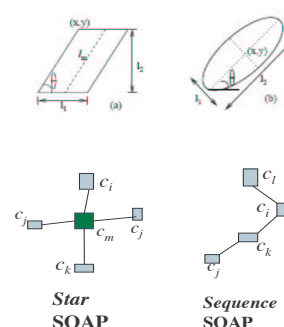 (x,y)
l_m
l_2
θ
l_1
(a)
(x,y)
l_2
l_1
θ
(b)
c_i
c_j
c_m
c_j
c_k
c_l
c_i
c_k
c_j
Star
SOAP
Sequence
SOAP